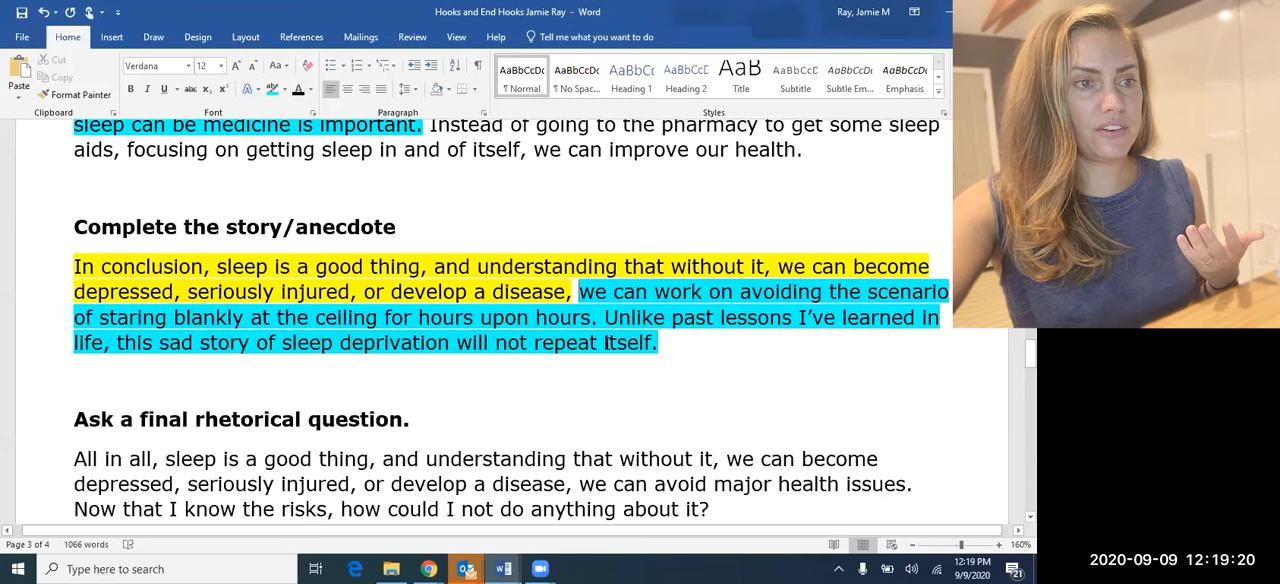 Hooks and End Hooks Jamie Ray - Word
Ray, Jamie M
File Home Insert Draw Design Layout References Mailings Review View Help Tell me what you want to do
Paste
Cut
Copy
Format Painter
Verdana 12
AaBbCcDc AaBbCcDc AaBbC( AaBbCcD AaB AaBbCcD AaBbCcDc AaBbCcDc
¶ Normal ¶ No Spac... Heading 1 Heading 2 Title Subtitle Subtle Em... Emphasis
Clipboard Font Paragraph Styles
sleep can be medicine is important. Instead of going to the pharmacy to get some sleep
aids, focusing on getting sleep in and of itself, we can improve our health.
Complete the story/anecdote
In conclusion, sleep is a good thing, and understanding that without it, we can become
depressed, seriously injured, or develop a disease, we can work on avoiding the scenario
of staring blankly at the ceiling for hours upon hours. Unlike past lessons I've learned in
life, this sad story of sleep deprivation will not repeat itself.
Ask a final rhetorical question.
All in all, sleep is a good thing, and understanding that without it, we can become
depressed, seriously injured, or develop a disease, we can avoid major health issues.
Now that I know the risks, how could I not do anything about it?
Page 3 of 4 1066 words 160%
Type here to search
12:19 PM
9/9/2020
21
2020-09-09 12:19:20